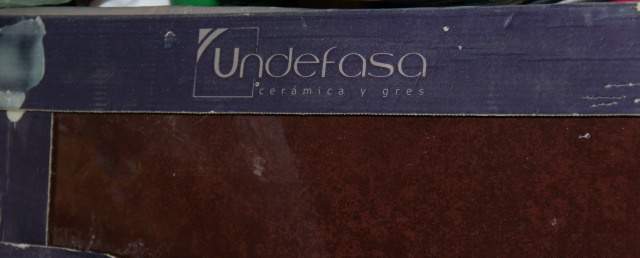 Undefasa
cerámica y gres